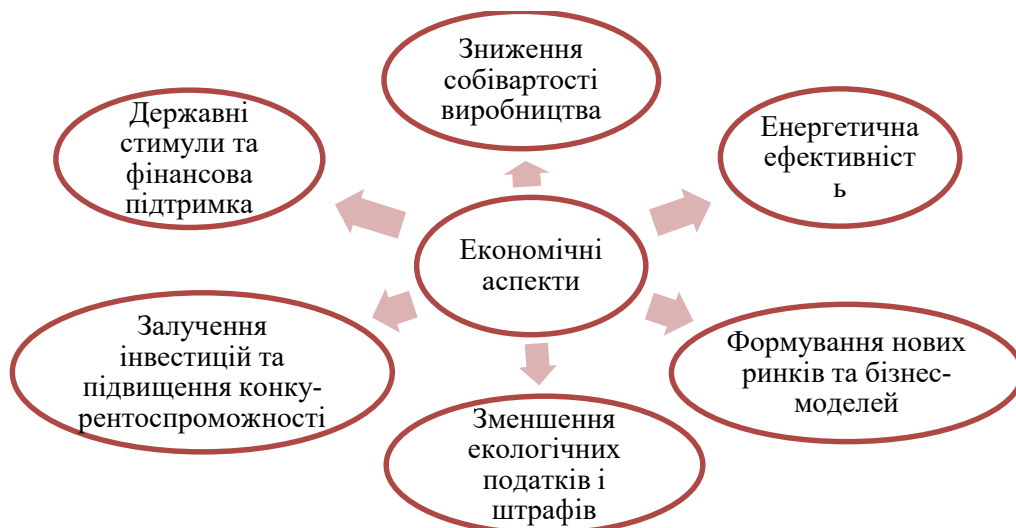 Зниження
собівартості
виробництва
Державні
стимули та
фінансова
підтримка
Енергетична
ефективніст
ь
Економічні
аспекти
Залучення
інвестицій та
підвищення конку-
рентоспроможності
Формування нових
ринків та бізнес-
моделей
Зменшення
екологічних
податків і
штрафів